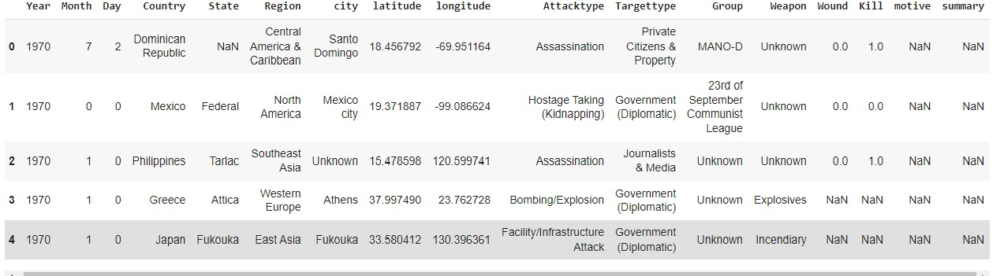 Year Month Day Country State Region city latitude longitude Attacktype Targettype Group Weapon Wound Kill motive summary
0 1970 7 2 Dominican Republic NaN Central America & Caribbean Santo Domingo 18.456792 -69.951164 Assassination Private Citizens & Property MANO-D Unknown 0.0 1.0 NaN NaN
1 1970 0 0 Mexico Federal North America Mexico city 19.371887 -99.086624 Hostage Taking (Kidnapping) Government (Diplomatic) 23rd of September Communist League Unknown 0.0 0.0 NaN NaN
2 1970 1 0 Philippines Tarlac Southeast Asia Unknown 15.478598 120.599741 Assassination Journalists & Media Unknown Unknown 0.0 1.0 NaN NaN
3 1970 1 0 Greece Attica Western Europe Athens 37.997490 23.762728 Bombing/Explosion Government (Diplomatic) Unknown Explosives NaN NaN NaN NaN
4 1970 1 0 Japan Fukouka East Asia Fukouka 33.580412 130.396361 Facility/Infrastructure Attack Government (Diplomatic) Unknown Incendiary NaN NaN NaN NaN